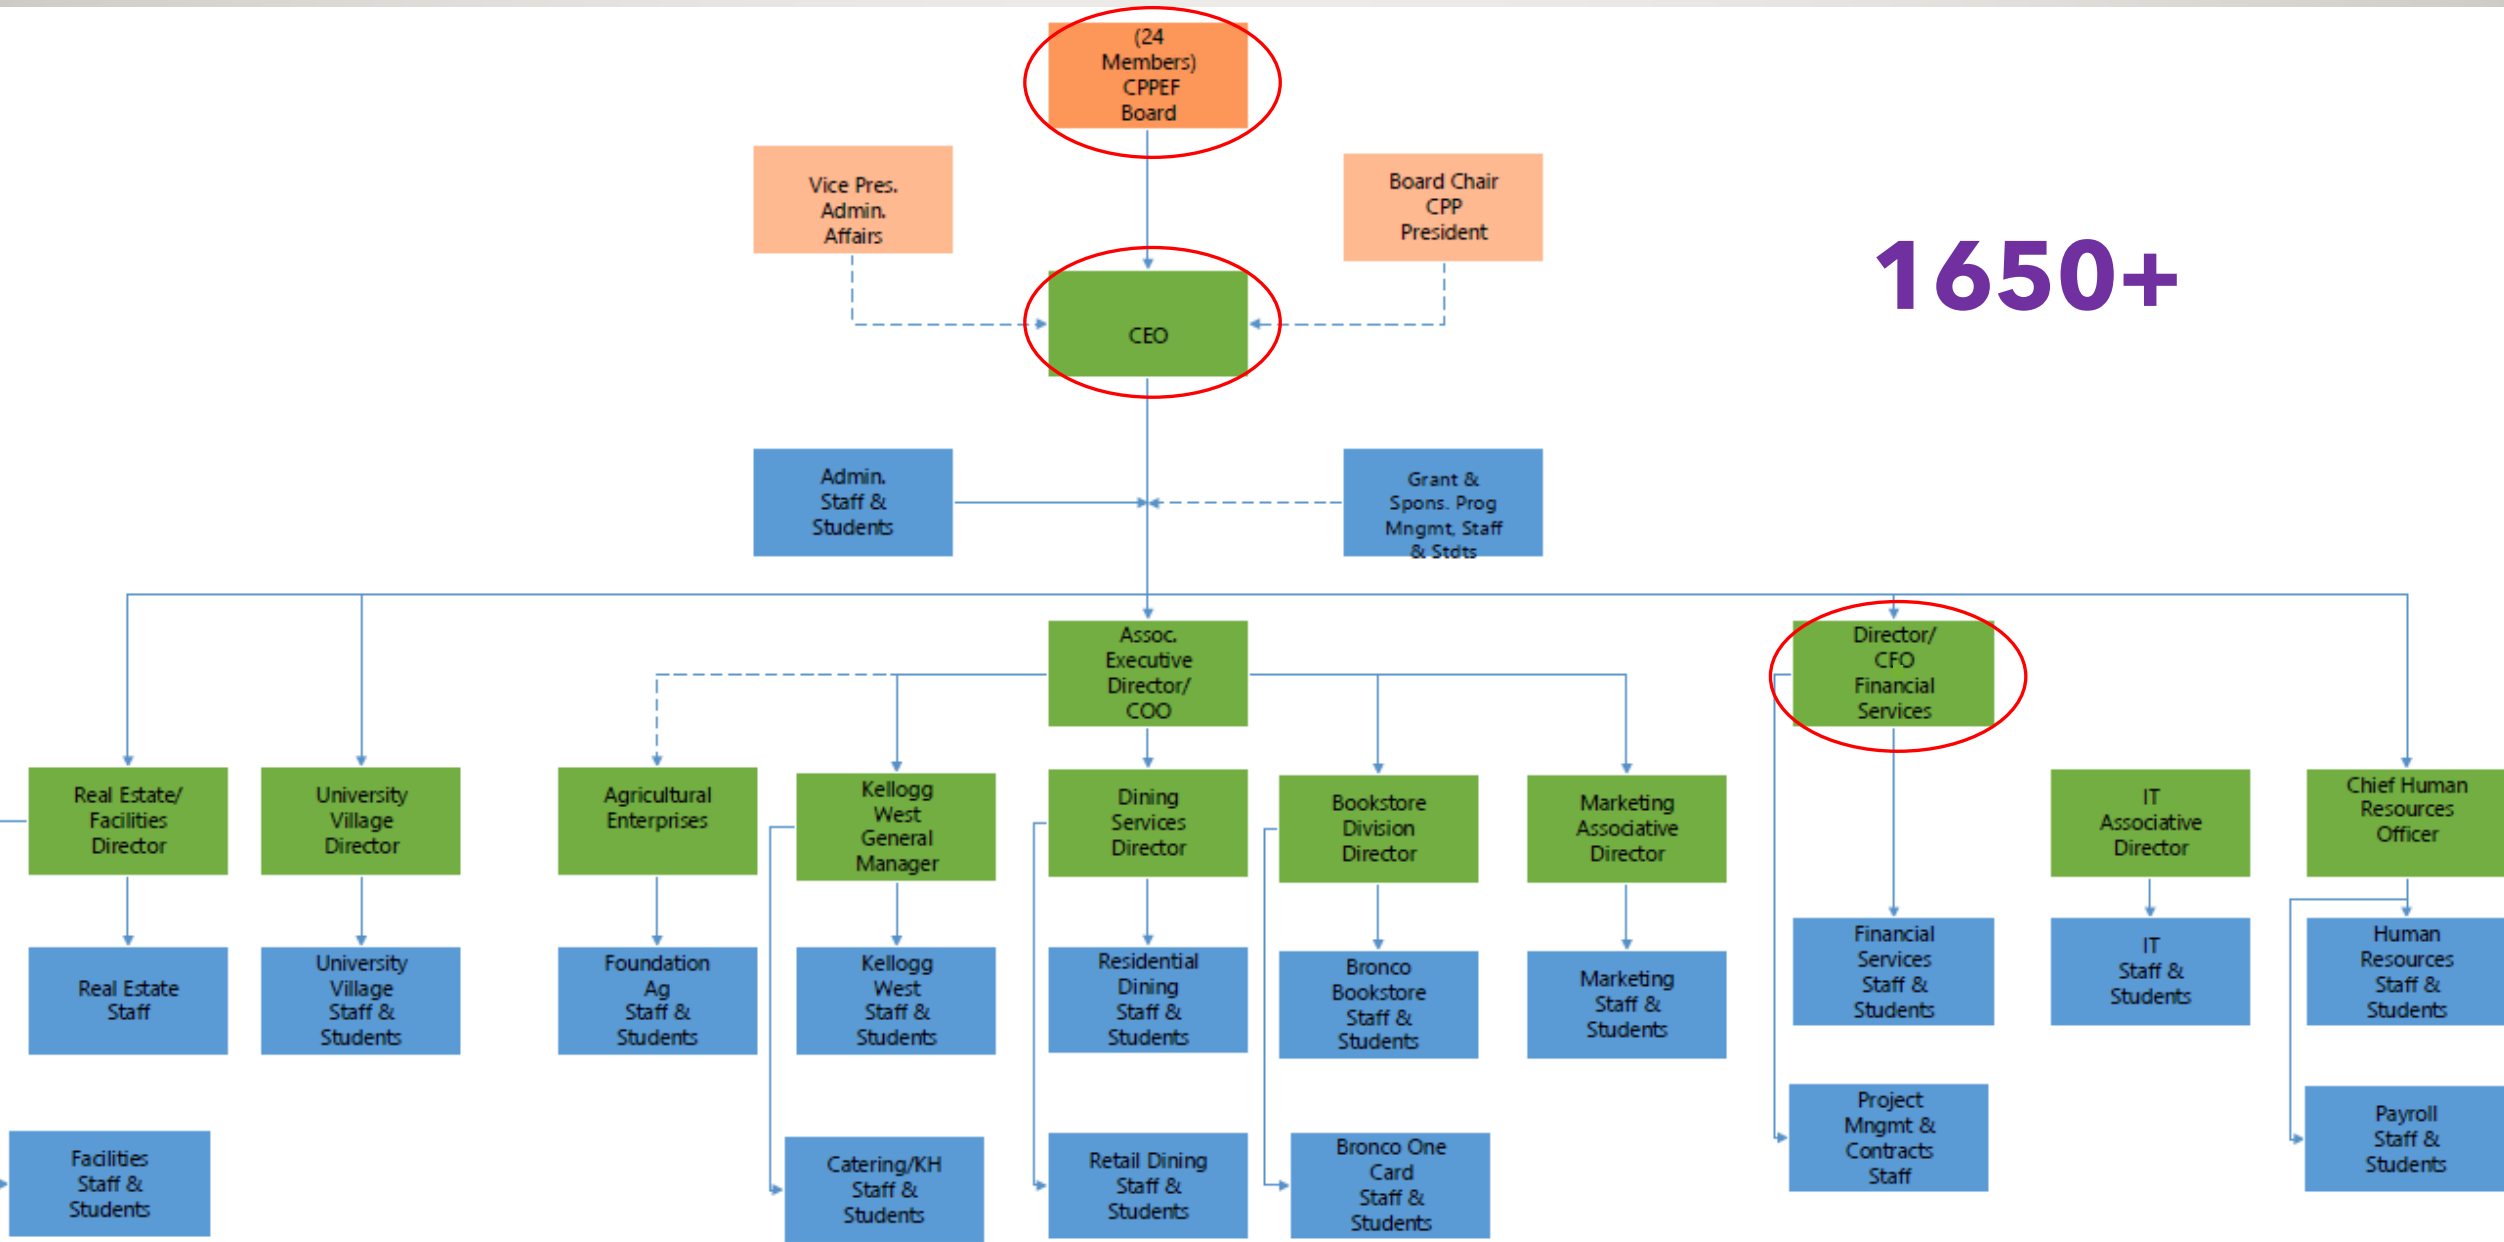 (24
Members)
CPPEF
Board
Vice Pres.
Admin.
Affairs
Board Chair
CPP
President
1650+
CEO
Admin.
Staff &
Students
Grant &
Spons. Prog
Mngmt, Staff
& Stdts
Assoc.
Executive
Director/
COO
Director/
CFO
Financial
Services
Real Estate/
Facilities
Director
University
Village
Director
Agricultural
Enterprises
Kellogg
West
General
Manager
Dining
Services
Director
Bookstore
Division
Director
Marketing
Associative
Director
IT
Associative
Director
Chief Human
Resources
Officer
Real Estate
Staff
University
Village
Staff &
Students
Foundation
Ag
Staff &
Students
Kellogg
West
Staff &
Students
Residential
Dining
Staff &
Students
Bronco
Bookstore
Staff &
Students
Marketing
Staff &
Students
Financial
Services
Staff &
Students
IT
Staff &
Students
Human
Resources
Staff &
Students
Facilities
Staff &
Students
Catering/KH
Staff &
Students
Retail Dining
Staff &
Students
Bronco One
Card
Staff &
Students
Project
Mngmt &
Contracts
Staff
Payroll
Staff &
Students